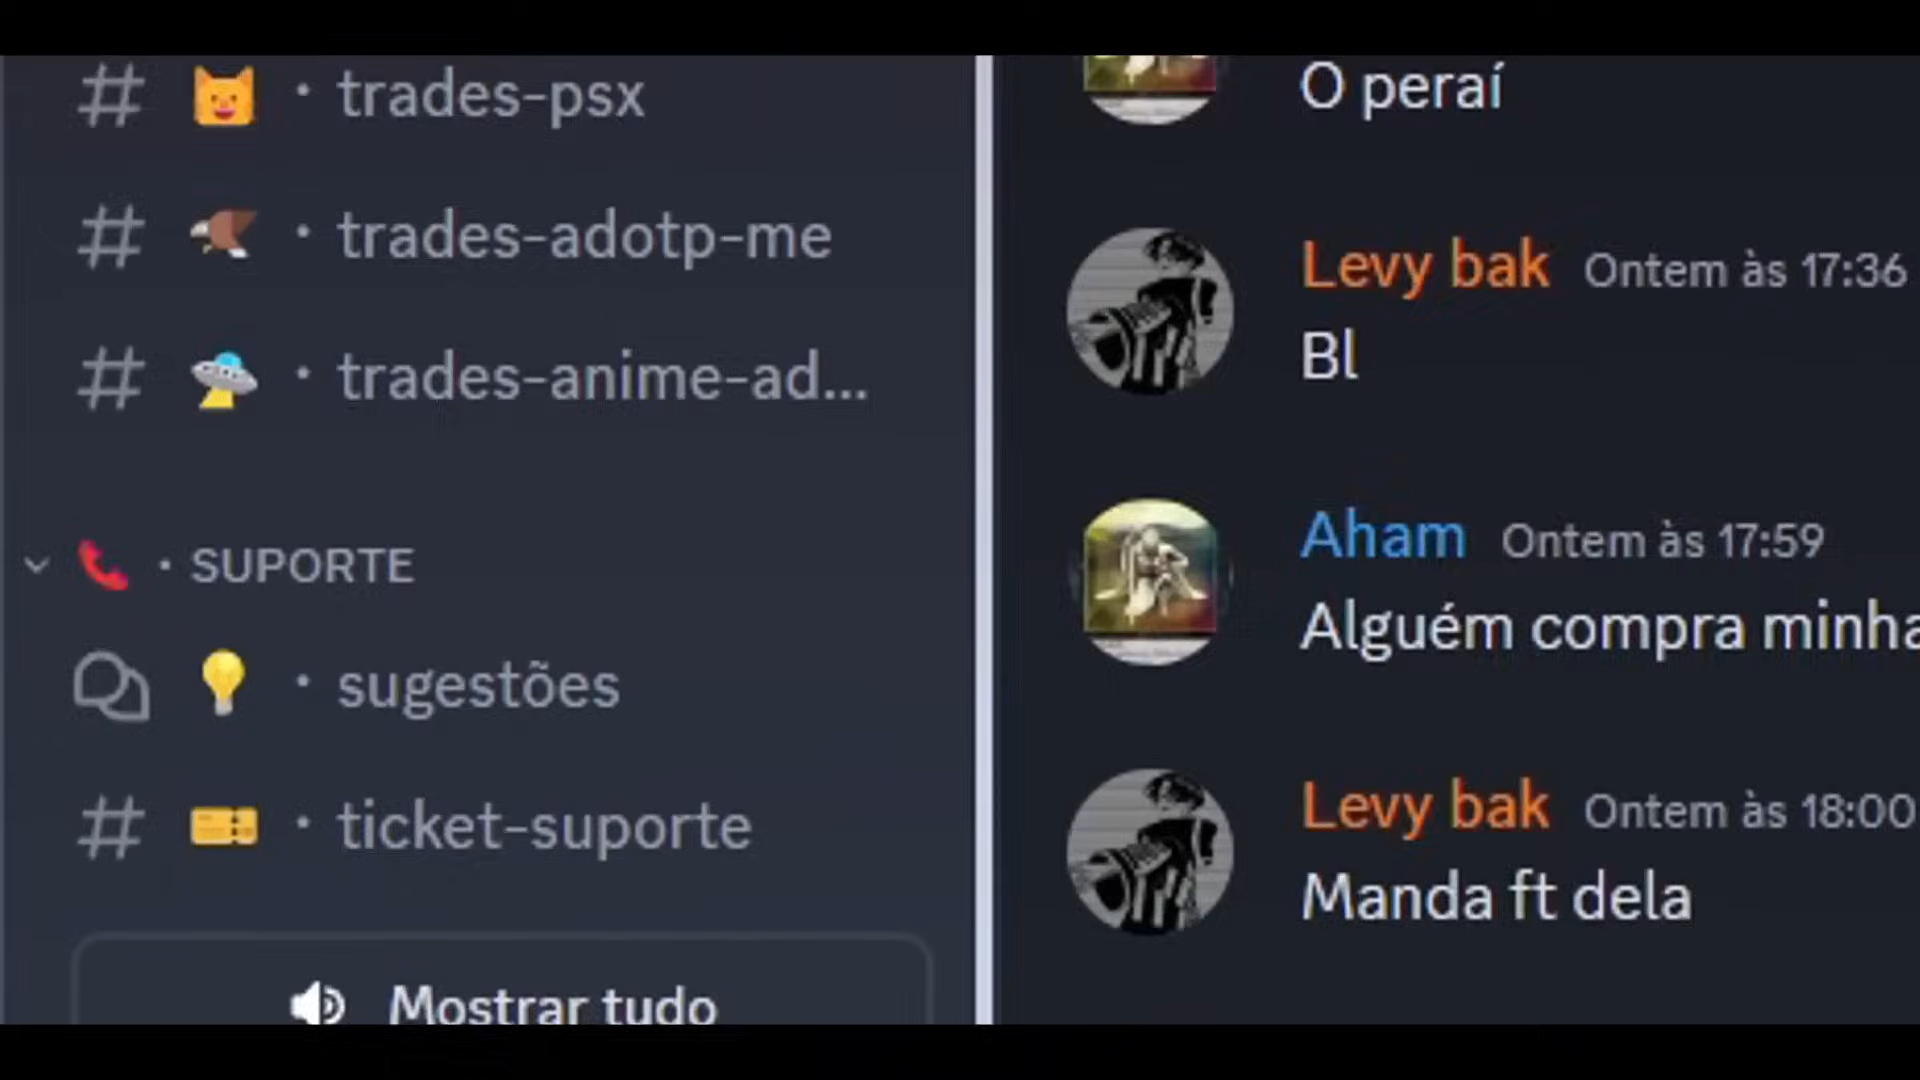 # · trades-psx
# · trades-adotp-me
# · trades-anime-ad...
· SUPORTE
· sugestões
# · ticket-suporte
Mostrar tudo
O peraí
Levy bak Ontem às 17:36
Bl
Aham Ontem às 17:59
Alguém compra minha
Levy bak Ontem às 18:00
Manda ft dela